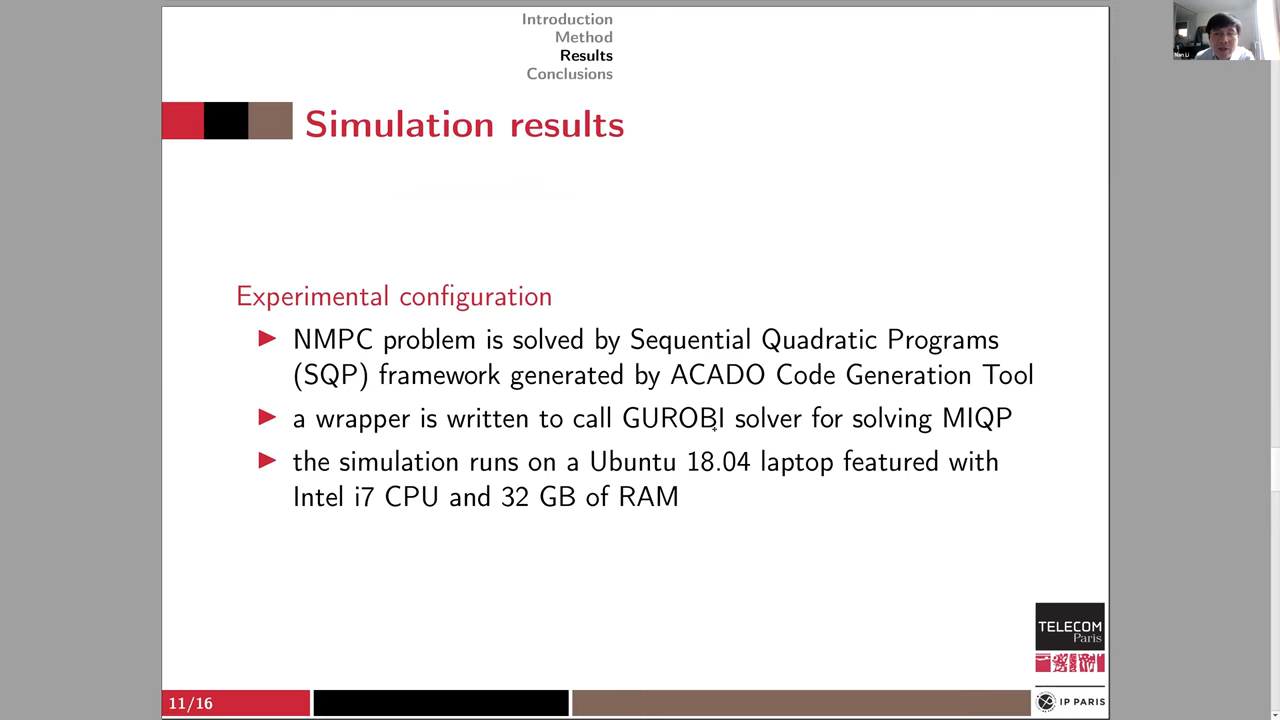 Introduction
Method
Results
Conclusions
Simulation results
Experimental configuration
NMPC problem is solved by Sequential Quadratic Programs
(SQP) framework generated by ACADO Code Generation Tool
a wrapper is written to call GUROBI solver for solving MIQP
the simulation runs on a Ubuntu 18.04 laptop featured with
Intel i7 CPU and 32 GB of RAM
TELECOM
Paris
11/16
IP PARIS
Nan Li